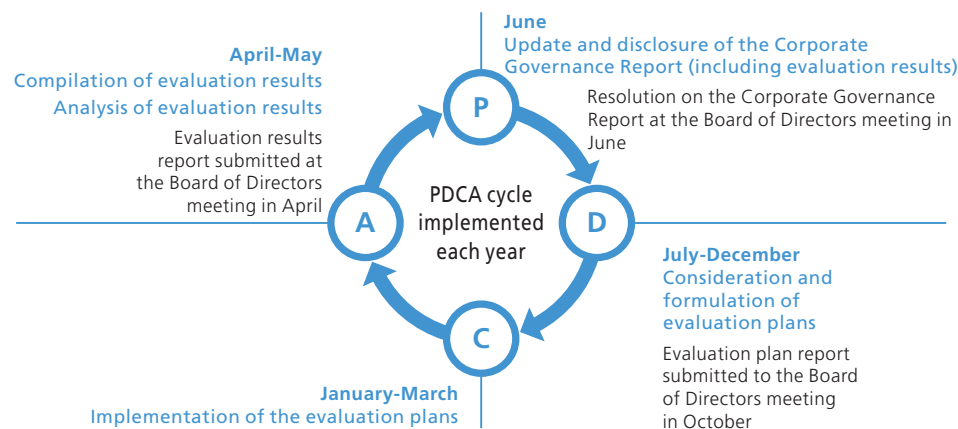 June
Update and disclosure of the Corporate
Governance Report (including evaluation results)
Resolution on the Corporate Governance
Report at the Board of Directors meeting in
June
April-May
Compilation of evaluation results
Analysis of evaluation results
Evaluation results
report submitted at
the Board of Directors
meeting in April
P
A
PDCA cycle
implemented
each year
D
C
July-December
Consideration and
formulation of
evaluation plans
Evaluation plan report
submitted to the Board
of Directors meeting
in October
January-March
Implementation of the evaluation plans